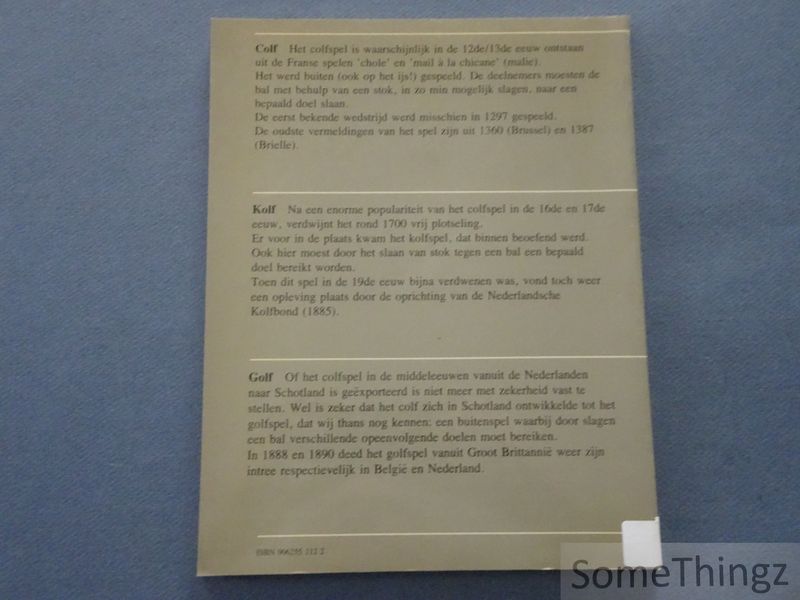 Colf Het colfspel is waarschijnlijk in de 12de/13de eeuw ontstaan
uit de Franse spelen 'chole' en 'mail à la chicane' (malie).
Het werd buiten (ook op het ijs!) gespeeld. De deelnemers moesten de
bal met behulp van een stok, in zo min mogelijk slagen, naar een
bepaald doel slaan.
De eerst bekende wedstrijd werd misschien in 1297 gespeeld.
De oudste vermeldingen van het spel zijn uit 1360 (Brussel) en 1387
(Brielle).
Kolf Na een enorme populariteit van het colfspel in de 16de en 17de
eeuw, verdwijnt het rond 1700 vrij plotseling.
Er voor in de plaats kwam het kolfspel, dat binnen beoefend werd.
Ook hier moest door het slaan van stok tegen een bal een bepaald
doel bereikt worden.
Toen dit spel in de 19de eeuw bijna verdwenen was, vond toch weer
een opleving plaats door de oprichting van de Nederlandsche
Kolfbond (1885).
Golf Of het colfspel in de middeleeuwen vanuit de Nederlanden
naar Schotland is geëxporteerd is niet meer met zekerheid vast te
stellen. Wel is zeker dat het colf zich in Schotland ontwikkelde tot het
golfspel, dat wij thans nog kennen: een buitenspel waarbij door slagen
een bal verschillende opeenvolgende doelen moet bereiken.
In 1888 en 1890 deed het golfspel vanuit Groot Brittannië weer zijn
intree respectievelijk in België en Nederland.
ISBN 906255 112 2
SomeThingz